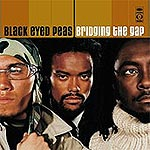 BLACK EYED PEAS BRIDGING THE GAP